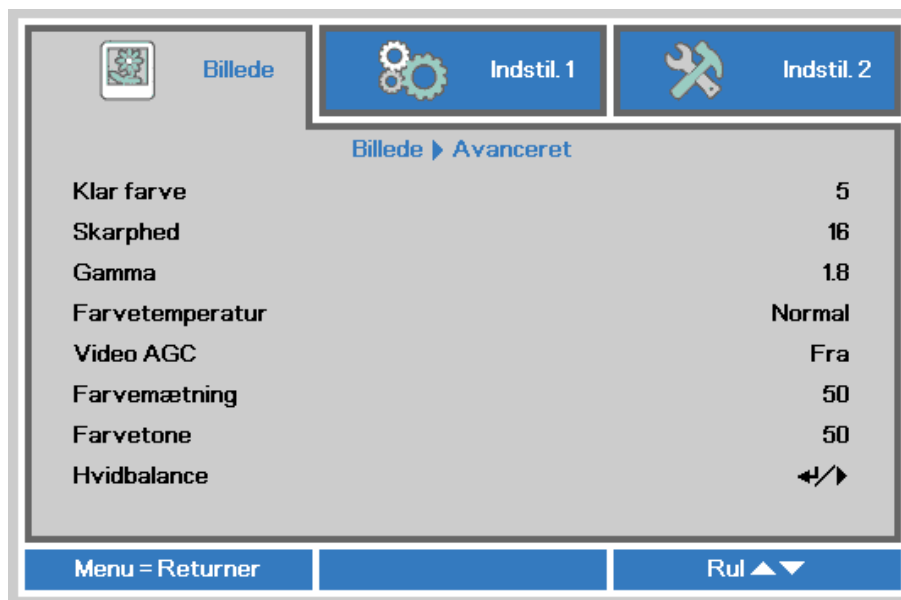 Billede
Indstil. 1
Indstil. 2
Billede Avanceret
Klar farve 5
Skarphed 16
Gamma 1.8
Farvetemperatur Normal
Video AGC Fra
Farvemætning 50
Farvetone 50
Hvidbalance /
Menu = Returner
Rul